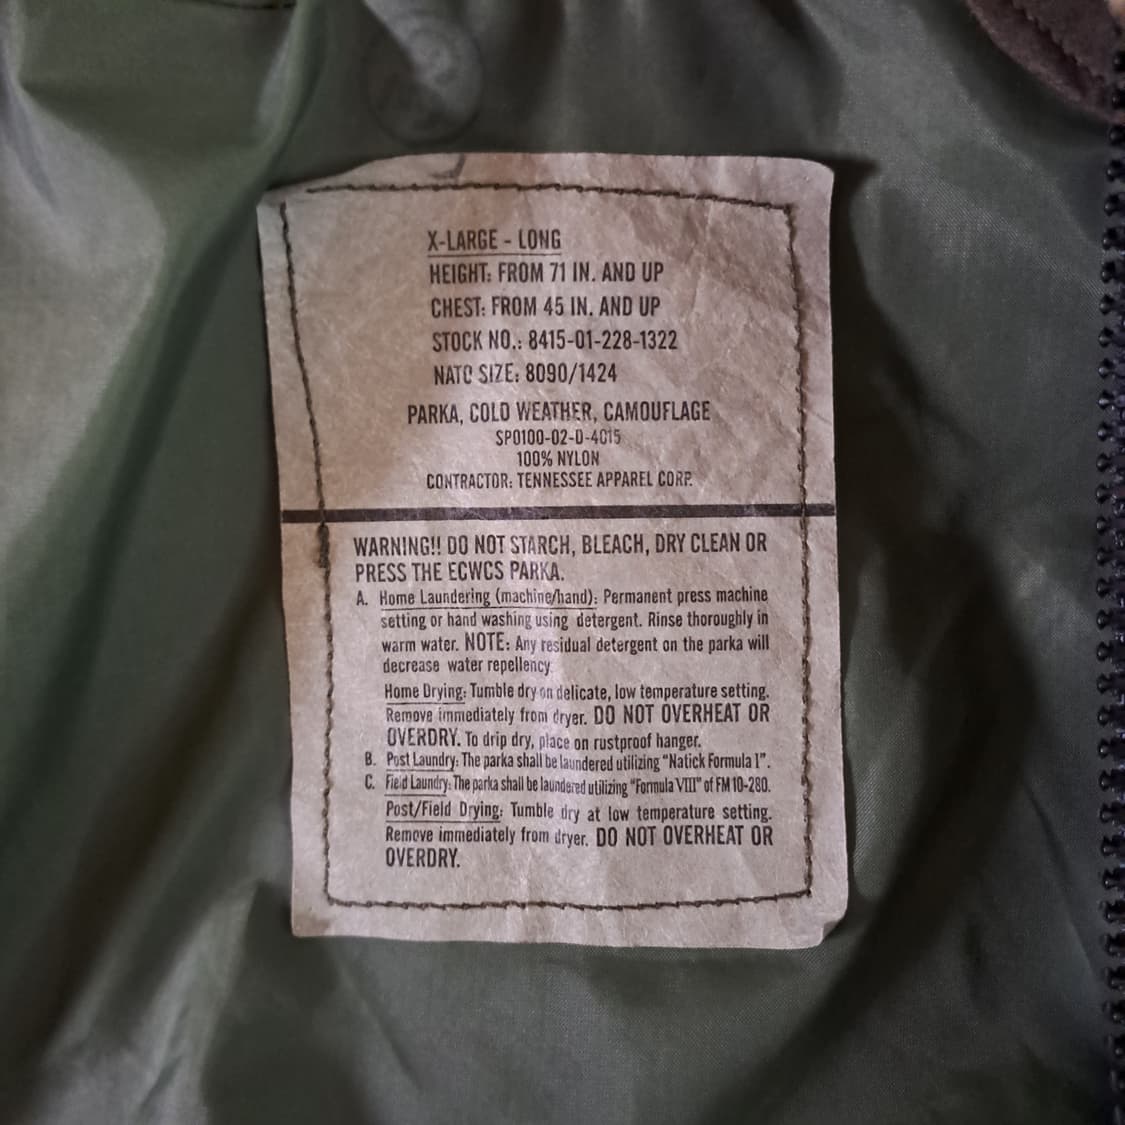 X-LARGE - LONG
HEIGHT: FROM 71 IN. AND UP
CHEST: FROM 45 IN. AND UP
STOCK NO.: 8415-01-228-1322
NATO SIZE: 8090/1424
PARKA, COLD WEATHER, CAMOUFLAGE
SPO100-02-D-4015
100% NYLON
CONTRACTOR: TENNESSEE APPAREL CORP.
WARNING!! DO NOT STARCH, BLEACH, DRY CLEAN OR
PRESS THE ECWCS PARKA.
A. Home Laundering (machine/hand): Permanent press machine
setting or hand washing using detergent. Rinse thoroughly in
warm water. NOTE: Any residual detergent on the parka will
decrease water repellency
Home Drying: Tumble dry on delicate, low temperature setting.
Remove immediately from dryer. DO NOT OVERHEAT OR
OVERDRY. To drip dry, place on rustproof hanger.
B. Post Laundry: The parka shall be laundered utilizing "Natick Formula I".
C. Field Laundry: The parka shall be laundered utilizing "Formula VIII" of FM 10-280.
Post/Field Drying: Tumble dry at low temperature setting.
Remove immediately from dryer. DO NOT OVERHEAT OR
OVERDRY.